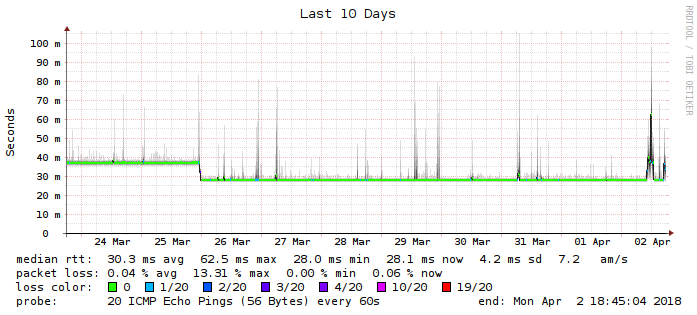 Last 10 Days
RRDTOOL / TOBI OETIKER
Seconds
100 m
90 m
80 m
70 m
60 m
50 m
40 m
30 m
20 m
10 m
0
24 Mar 25 Mar 26 Mar 27 Mar 28 Mar 29 Mar 30 Mar 31 Mar 01 Apr 02 Apr
median rtt: 30.3 ms avg 62.5 ms max 28.0 ms min 28.1 ms now 4.2 ms sd 7.2 am/s
packet loss: 0.04 % avg 13.31 % max 0.00 % min 0.06 % now
loss color: 0 1/20 2/20 3/20 4/20 10/20 19/20
probe: 20 ICMP Echo Pings (56 Bytes) every 60s end: Mon Apr 2 18:45:04 2018